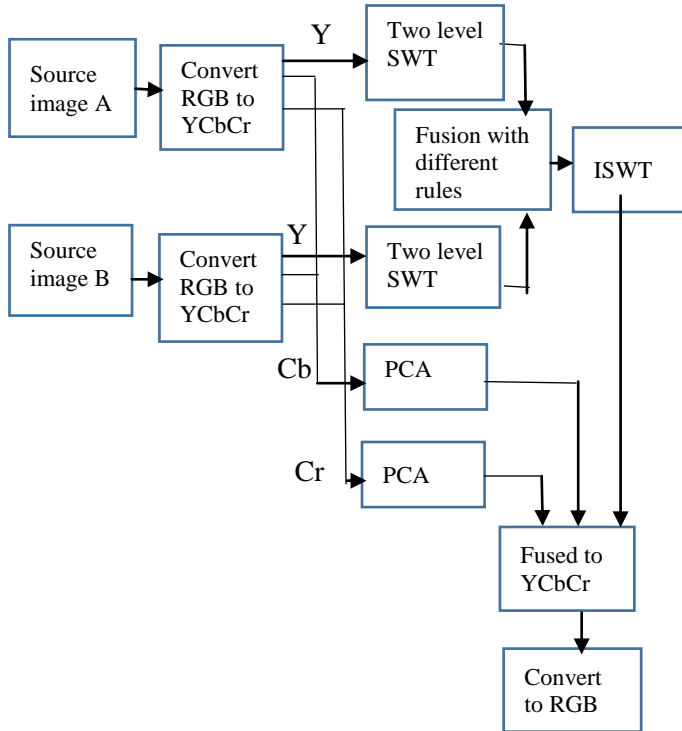 Y
Two level
SWT
Source
image A
Convert
RGB to
YCbCr
Fusion with
different
rules
ISWT
Y
Source
image B
Convert
RGB to
YCbCr
Two level
SWT
Cb
PCA
Cr
PCA
Fused to
YCbCr
Convert
to RGB